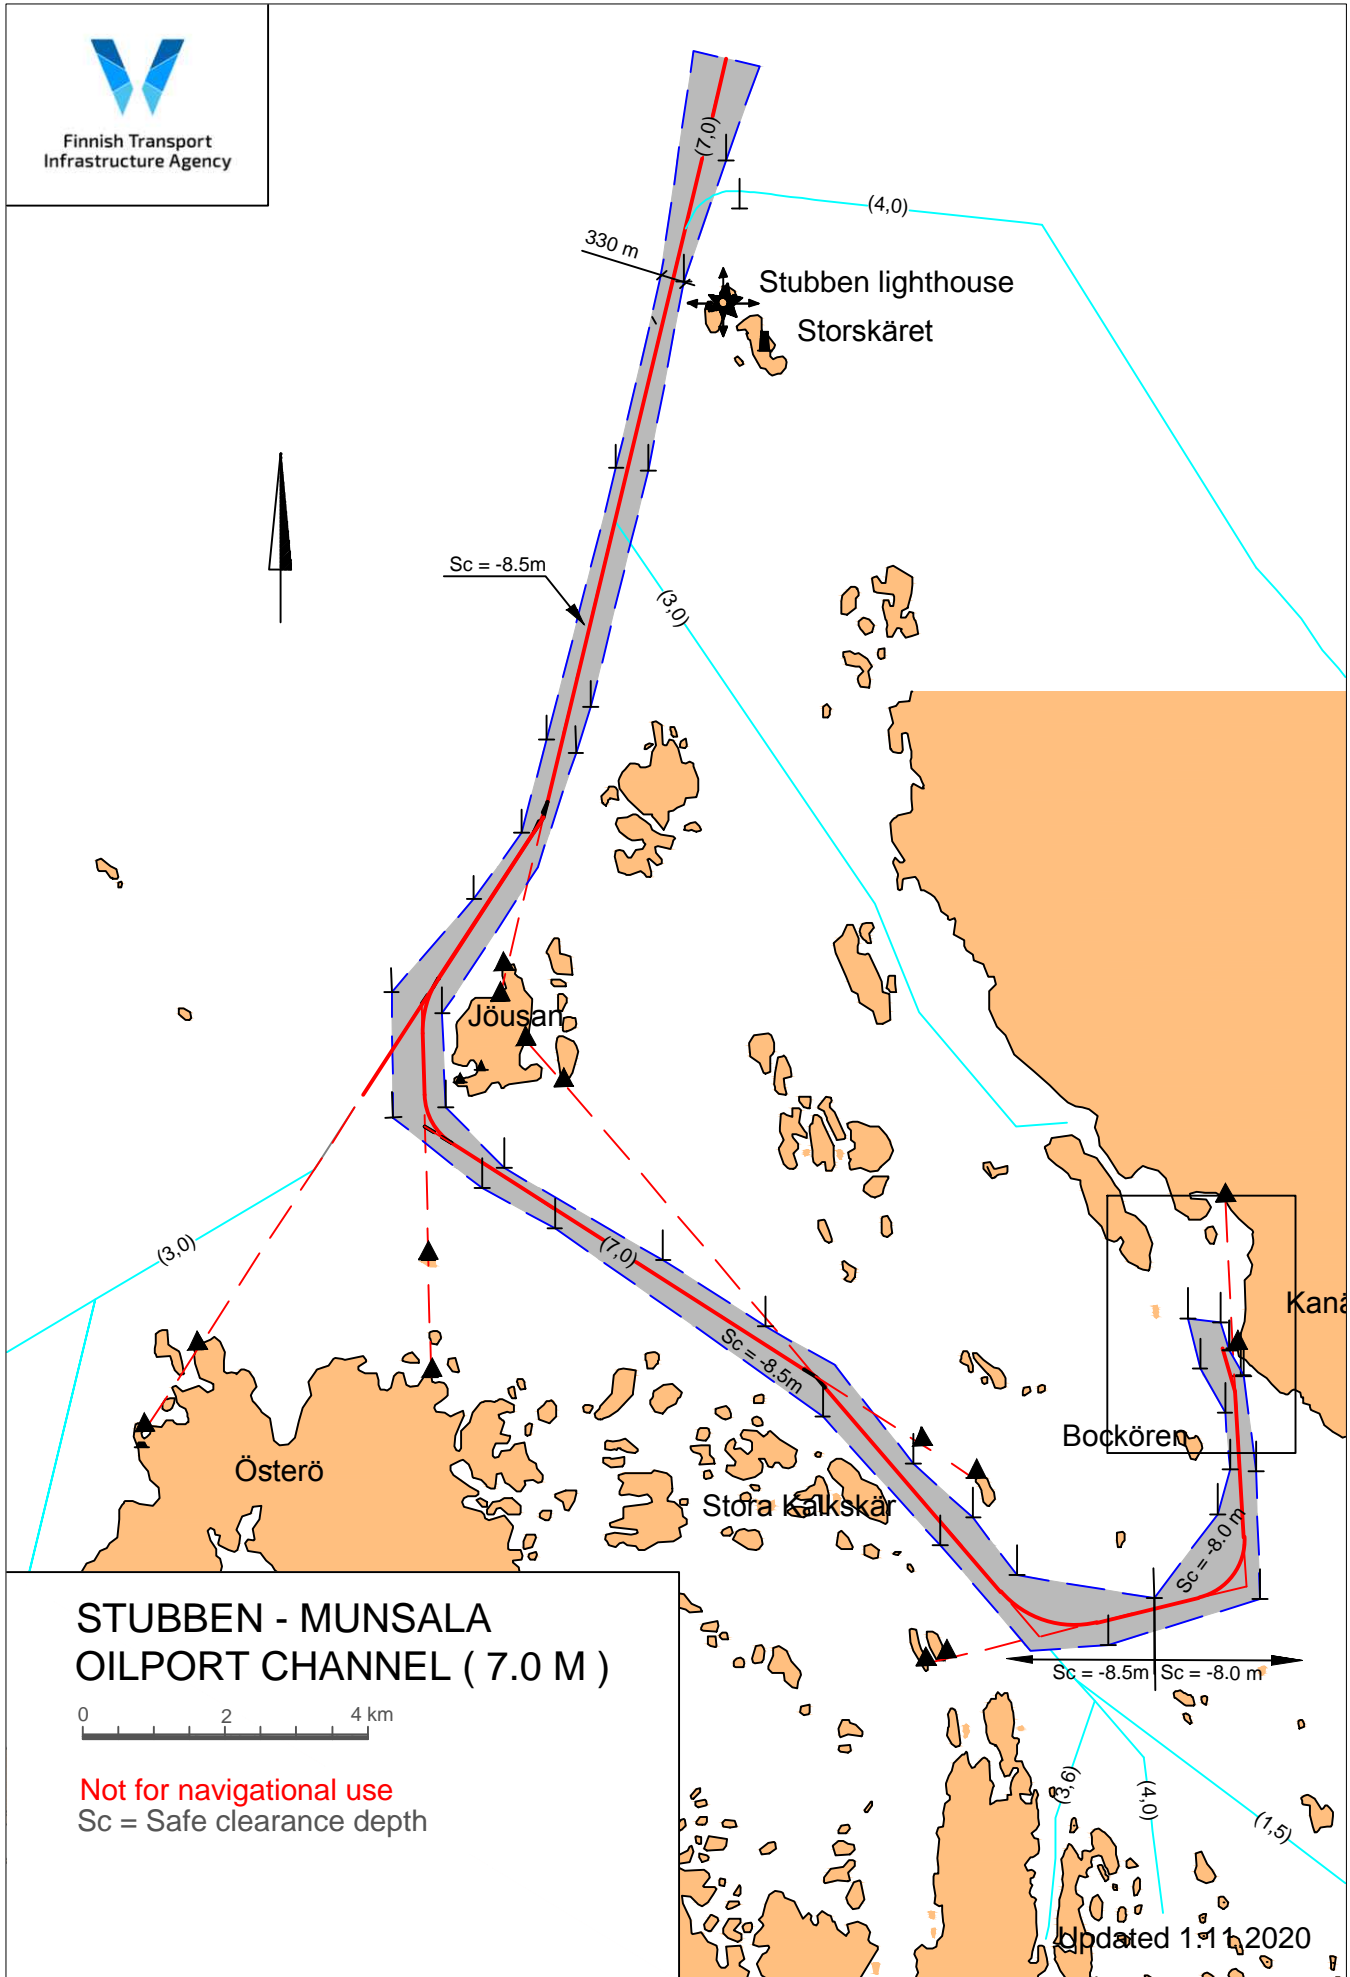 Finnish Transport
Infrastructure Agency
(7,0)
(4,0)
330 m
Stubben lighthouse
Storskäret
Sc = -8.5m
(3,0)
Jöusan
(3,0)
(7,0)
Sc = -8.5m
Kanä
Bockören
Österö
Stora Kalkskär
Sc = -8.0 m
STUBBEN - MUNSALA
OILPORT CHANNEL ( 7.0 M )
Sc = -8.5m
Sc = -8.0 m
0 2 4 km
Not for navigational use
Sc = Safe clearance depth
(3,6)
(4,0)
(1,5)
Updated 1.11.2020